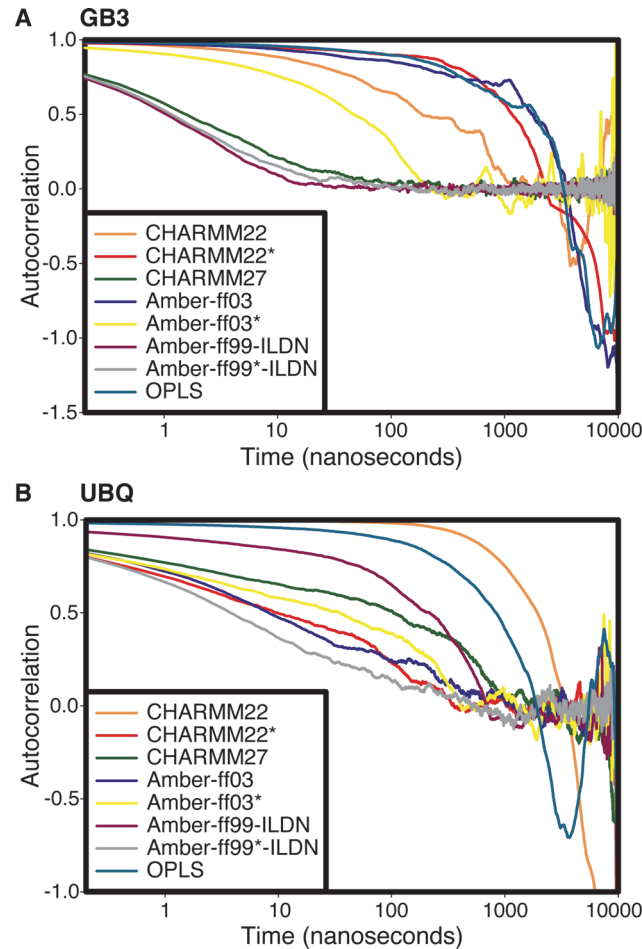 A GB3
1.0
0.5
0.0
-0.5
-1.0
-1.5
Autocorrelation
CHARMM22
CHARMM22*
CHARMM27
Amber-ff03
Amber-ff03*
Amber-ff99-ILDN
Amber-ff99*-ILDN
OPLS
1 10 100 1000 10000
Time (nanoseconds)
B UBQ
1.0
0.5
0.0
-0.5
-1.0
Autocorrelation
CHARMM22
CHARMM22*
CHARMM27
Amber-ff03
Amber-ff03*
Amber-ff99-ILDN
Amber-ff99*-ILDN
OPLS
1 10 100 1000 10000
Time (nanoseconds)